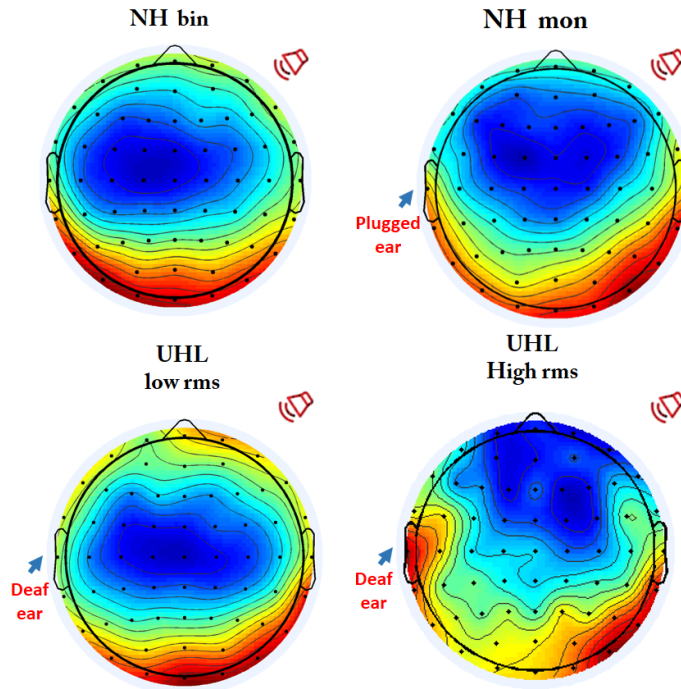 NH bin
NH mon
Plugged
ear
UHL
low rms
UHL
High rms
Deaf
ear
Deaf
ear